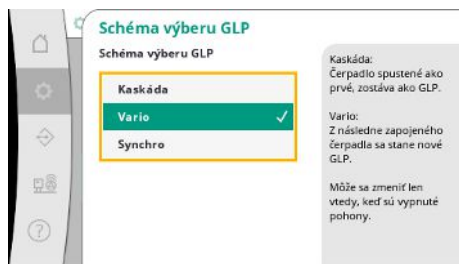 Schéma výberu GLP
Schéma výberu GLP
Kaskáda
Vario
Synchro
Kaskáda:
Čerpadlo spustené ako
prvé, zostáva ako GLP.
Vario:
Z následne zapojeného
čerpadla sa stane nové
GLP.
Môže sa zmeniť len
vtedy, keď sú vypnuté
pohony.